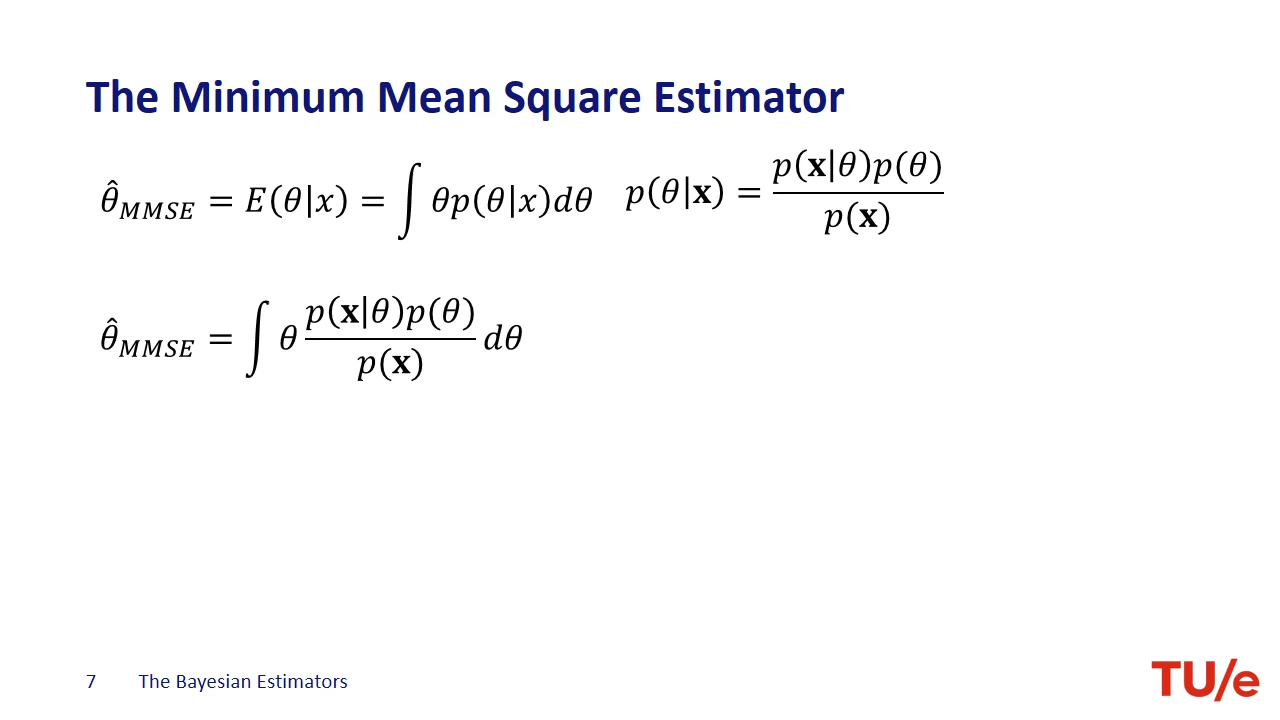 The Minimum Mean Square Estimator
θ̂_MMSE = E(θ|x) = ∫ θp(θ|x)dθ  p(θ|𝐱) = p(𝐱|θ)p(θ) / p(𝐱)
θ̂_MMSE = ∫ θ p(𝐱|θ)p(θ) / p(𝐱) dθ
7 The Bayesian Estimators
TU/e